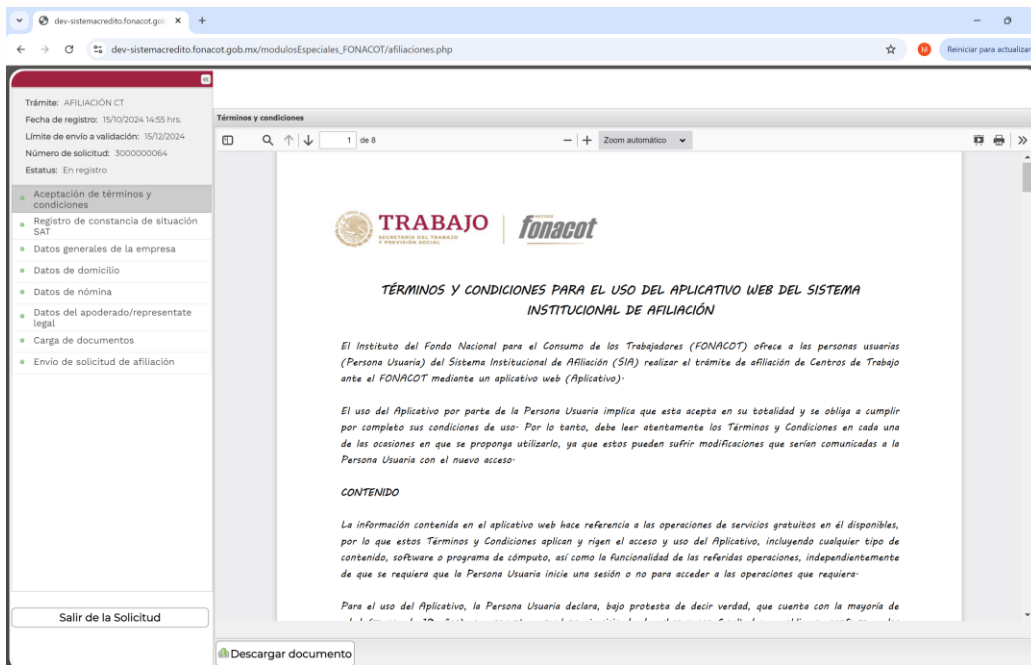 dev-sistemacredito.fonacot.gob
dev-sistemacredito.fonacot.gob.mx/modulosEspeciales_FONACOT/afiliaciones.php
M
Reiniciar para actualizar
Trámite: AFILIACIÓN CT
Fecha de registro: 15/10/2024 14:55 hrs.
Límite de envío a validación: 15/12/2024
Número de solicitud: 3000000064
Estatus: En registro
Aceptación de términos y
condiciones
Registro de constancia de situación
SAT
Datos generales de la empresa
Datos de domicilio
Datos de nómina
Datos del apoderado/representate
legal
Carga de documentos
Envío de solicitud de afiliación
Salir de la Solicitud
Términos y condiciones
1 de 8
Zoom automático
TRABAJO
SECRETARÍA DEL TRABAJO
Y PREVISIÓN SOCIAL
INSTITUTO
fonacot
TÉRMINOS Y CONDICIONES PARA EL USO DEL APLICATIVO WEB DEL SISTEMA
INSTITUCIONAL DE AFILIACIÓN
El Instituto del Fondo Nacional para el Consumo de los Trabajadores (FONACOT) ofrece a las personas usuarias
(Persona Usuaria) del Sistema Institucional de Afiliación (SIA) realizar el trámite de afiliación de Centros de Trabajo
ante el FONACOT mediante un aplicativo web (Aplicativo).
El uso del Aplicativo por parte de la Persona Usuaria implica que esta acepta en su totalidad y se obliga a cumplir
por completo sus condiciones de uso. Por lo tanto, debe leer atentamente los Términos y Condiciones en cada una
de las ocasiones en que se proponga utilizarlo, ya que estos pueden sufrir modificaciones que serían comunicadas a la
Persona Usuaria con el nuevo acceso.
CONTENIDO
La información contenida en el aplicativo web hace referencia a las operaciones de servicios gratuitos en él disponibles,
por lo que estos Términos y Condiciones aplican y rigen el acceso y uso del Aplicativo, incluyendo cualquier tipo de
contenido, software o programa de cómputo, así como la funcionalidad de las referidas operaciones, independientemente
de que se requiera que la Persona Usuaria inicie una sesión o no para acceder a las operaciones que requiera.
Para el uso del Aplicativo, la Persona Usuaria declara, bajo protesta de decir verdad, que cuenta con la mayoría de
Descargar documento